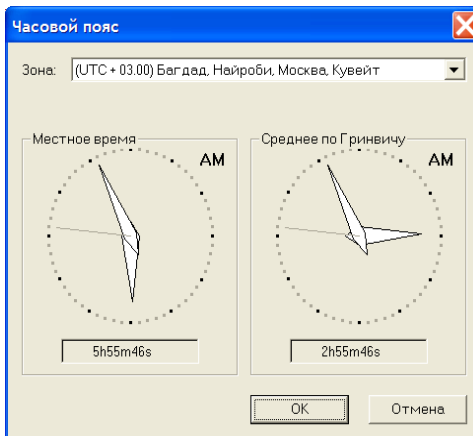 Часовой пояс
Зона: (UTC + 03.00) Багдад, Найроби, Москва, Кувейт
Местное время Среднее по Гринвичу
AM AM
5h55m46s 2h55m46s
OK Отмена